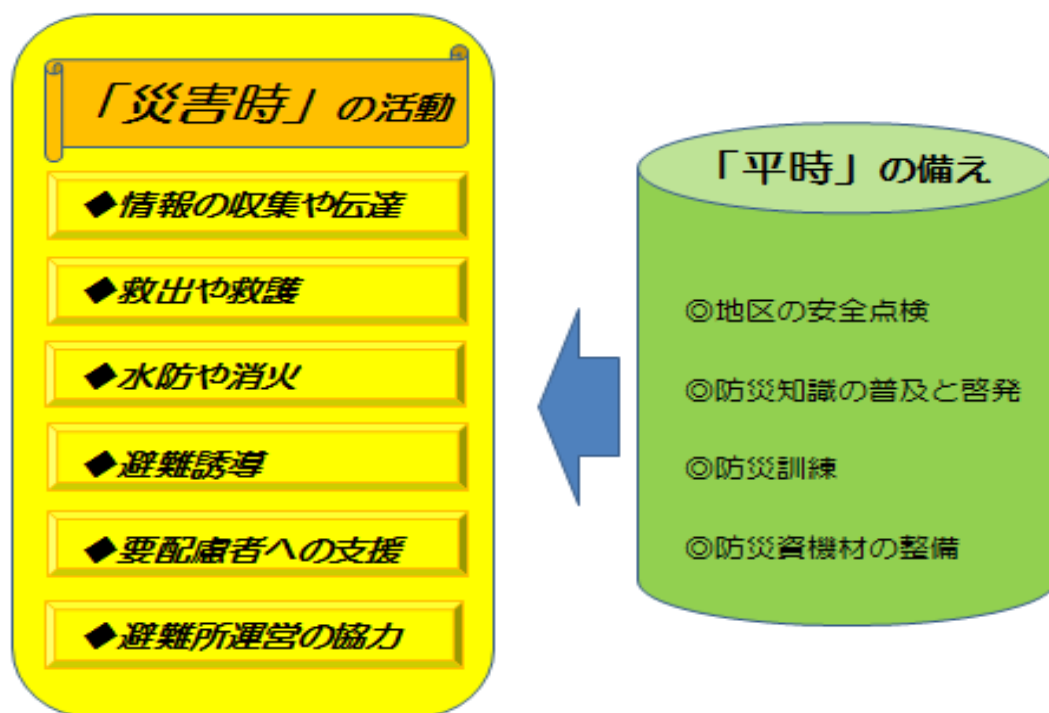 「災害時」の活動
◆情報の収集や伝達
◆救出や救護
◆水防や消火
◆避難誘導
◆要配慮者への支援
◆避難所運営の協力
「平時」の備え
◎地区の安全点検
◎防災知識の普及と啓発
◎防災訓練
◎防災資機材の整備